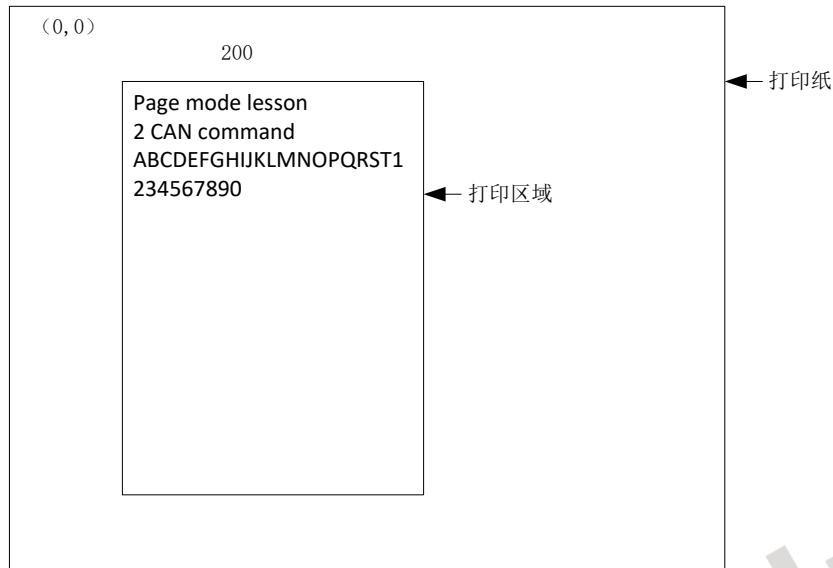 （0,0）
200
打印纸
Page mode lesson
2 CAN command
ABCDEFGHIJKLMNOPQRST1
234567890
打印区域